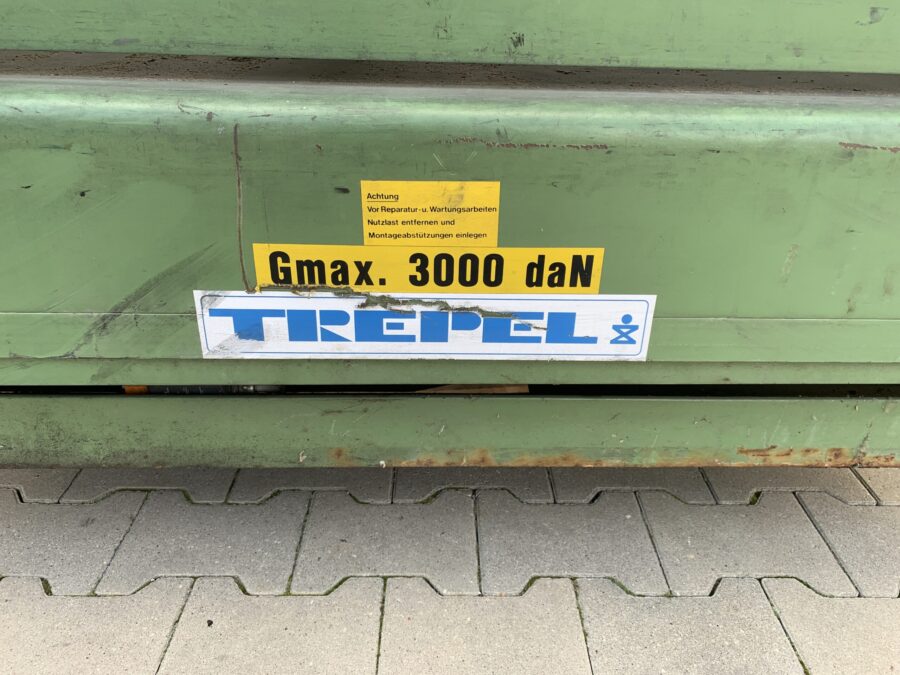 Achtung
Vor Reparatur-u. Wartungsarbeiten
Nutzlast entfernen und
Montageabstützungen einlegen
Gmax. 3000 daN
TREPEL